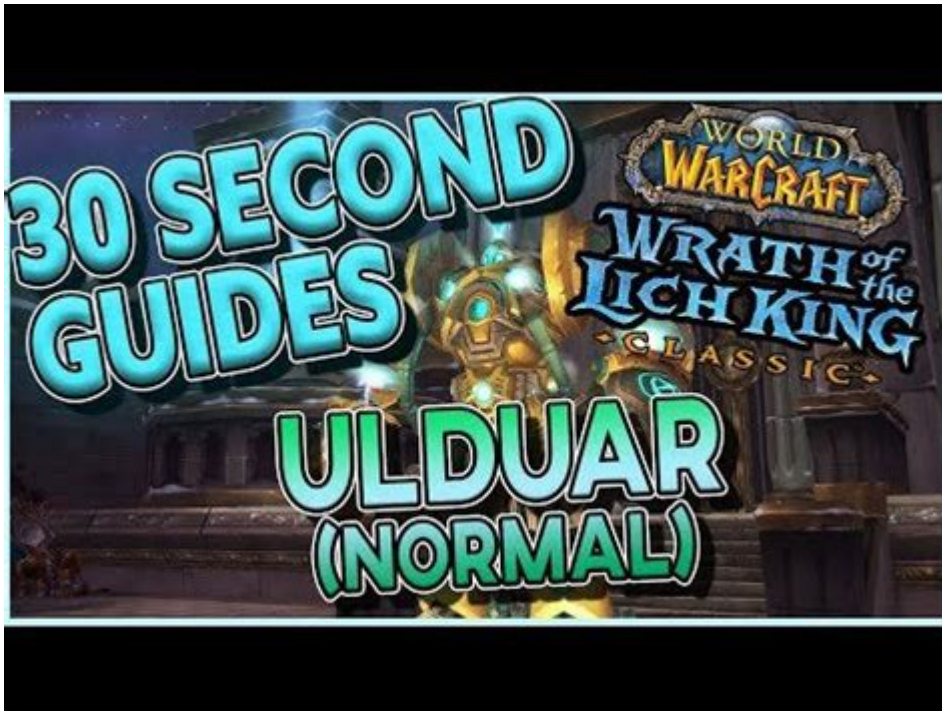 30 SECOND
GUIDES
WORLD
WARCRAFT
WRATH of
the
LICH KING
CLASSIC
ULDUAR
(NORMAL)